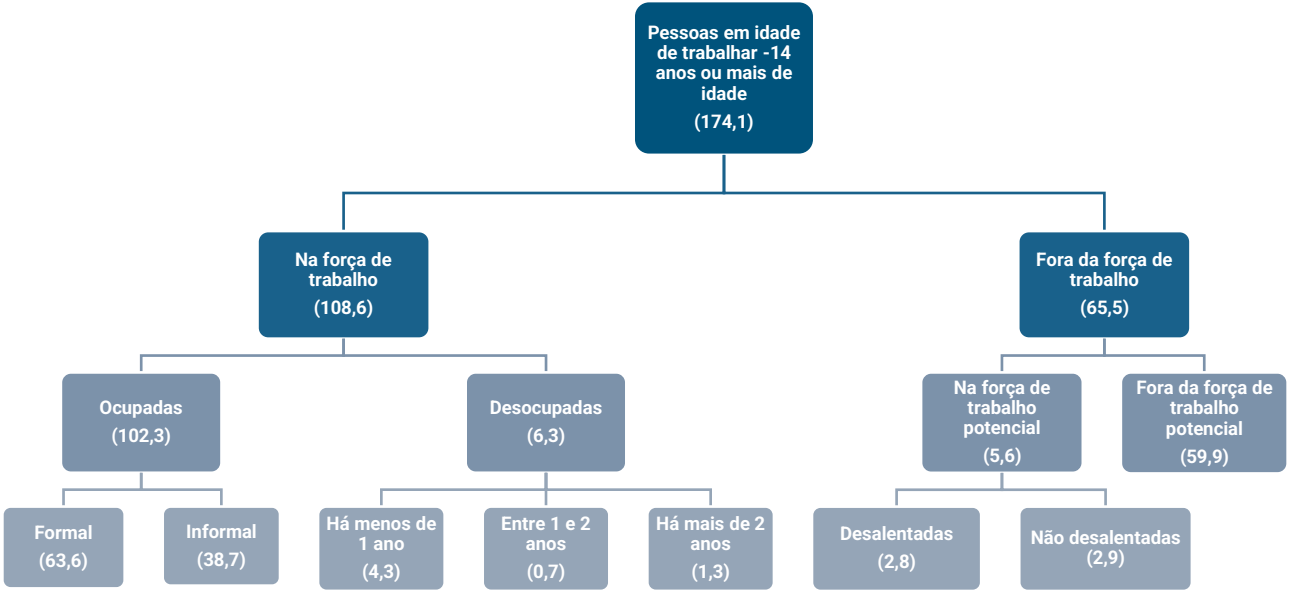 Pessoas em idade
de trabalhar -14
anos ou mais de
idade
(174,1)
Na força de
trabalho
(108,6)
Fora da força de
trabalho
(65,5)
Ocupadas
(102,3)
Desocupadas
(6,3)
Na força de
trabalho
potencial
(5,6)
Fora da força de
trabalho
potencial
(59,9)
Formal
(63,6)
Informal
(38,7)
Há menos de
1 ano
(4,3)
Entre 1 e 2
anos
(0,7)
Há mais de 2
anos
(1,3)
Desalentadas
(2,8)
Não desalentadas
(2,9)